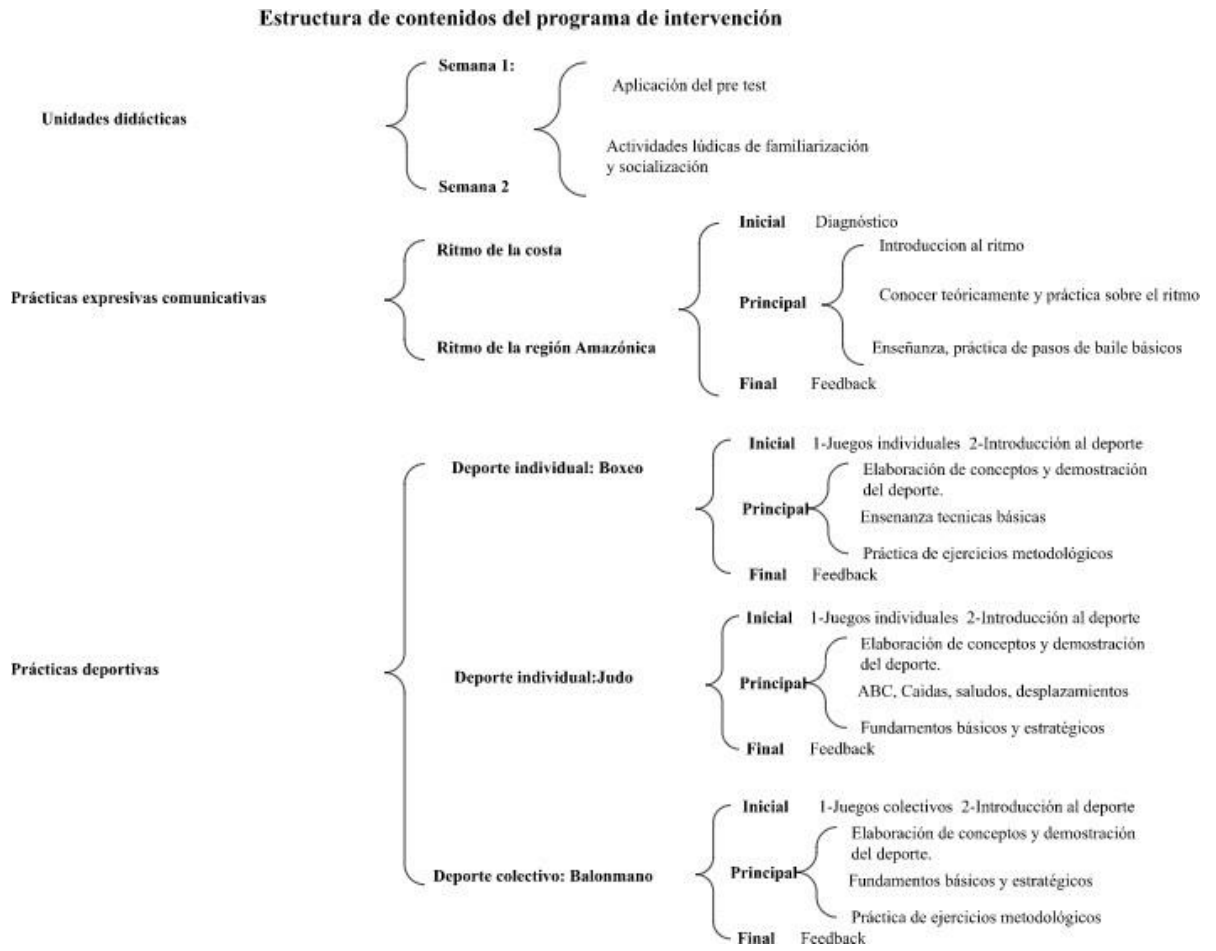 Estructura de contenidos del programa de intervención
Unidades didácticas
Semana 1:
Semana 2
Aplicación del pre test
Actividades lúdicas de familiarización
y socialización
Prácticas expresivas comunicativas
Ritmo de la costa
Ritmo de la región Amazónica
Inicial Diagnóstico
Principal
Introduccion al ritmo
Conocer teóricamente y práctica sobre el ritmo
Enseñanza, práctica de pasos de baile básicos
Final Feedback
Prácticas deportivas
Deporte individual: Boxeo
Inicial 1-Juegos individuales 2-Introducción al deporte
Principal
Elaboración de conceptos y demostración
del deporte.
Ensenanza tecnicas básicas
Práctica de ejercicios metodológicos
Final Feedback
Deporte individual:Judo
Inicial 1-Juegos individuales 2-Introducción al deporte
Principal
Elaboración de conceptos y demostración
del deporte.
ABC, Caidas, saludos, desplazamientos
Fundamentos básicos y estratégicos
Final Feedback
Deporte colectivo: Balonmano
Inicial 1-Juegos colectivos 2-Introducción al deporte
Principal
Elaboración de conceptos y demostración
del deporte.
Fundamentos básicos y estratégicos
Práctica de ejercicios metodológicos
Final Feedback